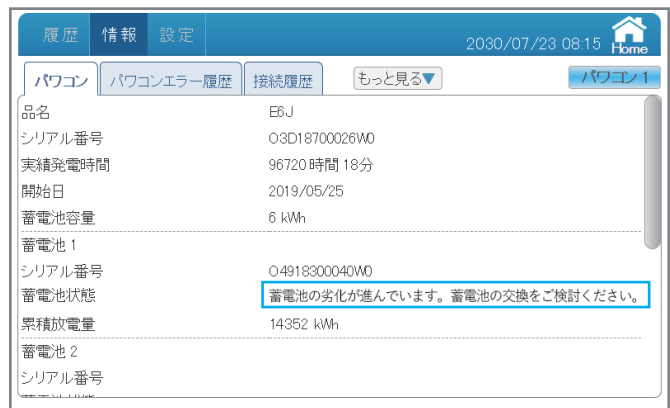 履歴 情報 設定 2030/07/23 08:15 Home
パワコン パワコンエラー履歴 接続履歴 もっと見る▼ パワコン1
品名 E6J
シリアル番号 O3D18700026W0
実績発電時間 96720時間18分
開始日 2019/05/25
蓄電池容量 6 kWh
蓄電池 1
シリアル番号 O4918300040W0
蓄電池状態 蓄電池の劣化が進んでいます。蓄電池の交換をご検討ください。
累積放電量 14352 kWh
蓄電池 2
シリアル番号